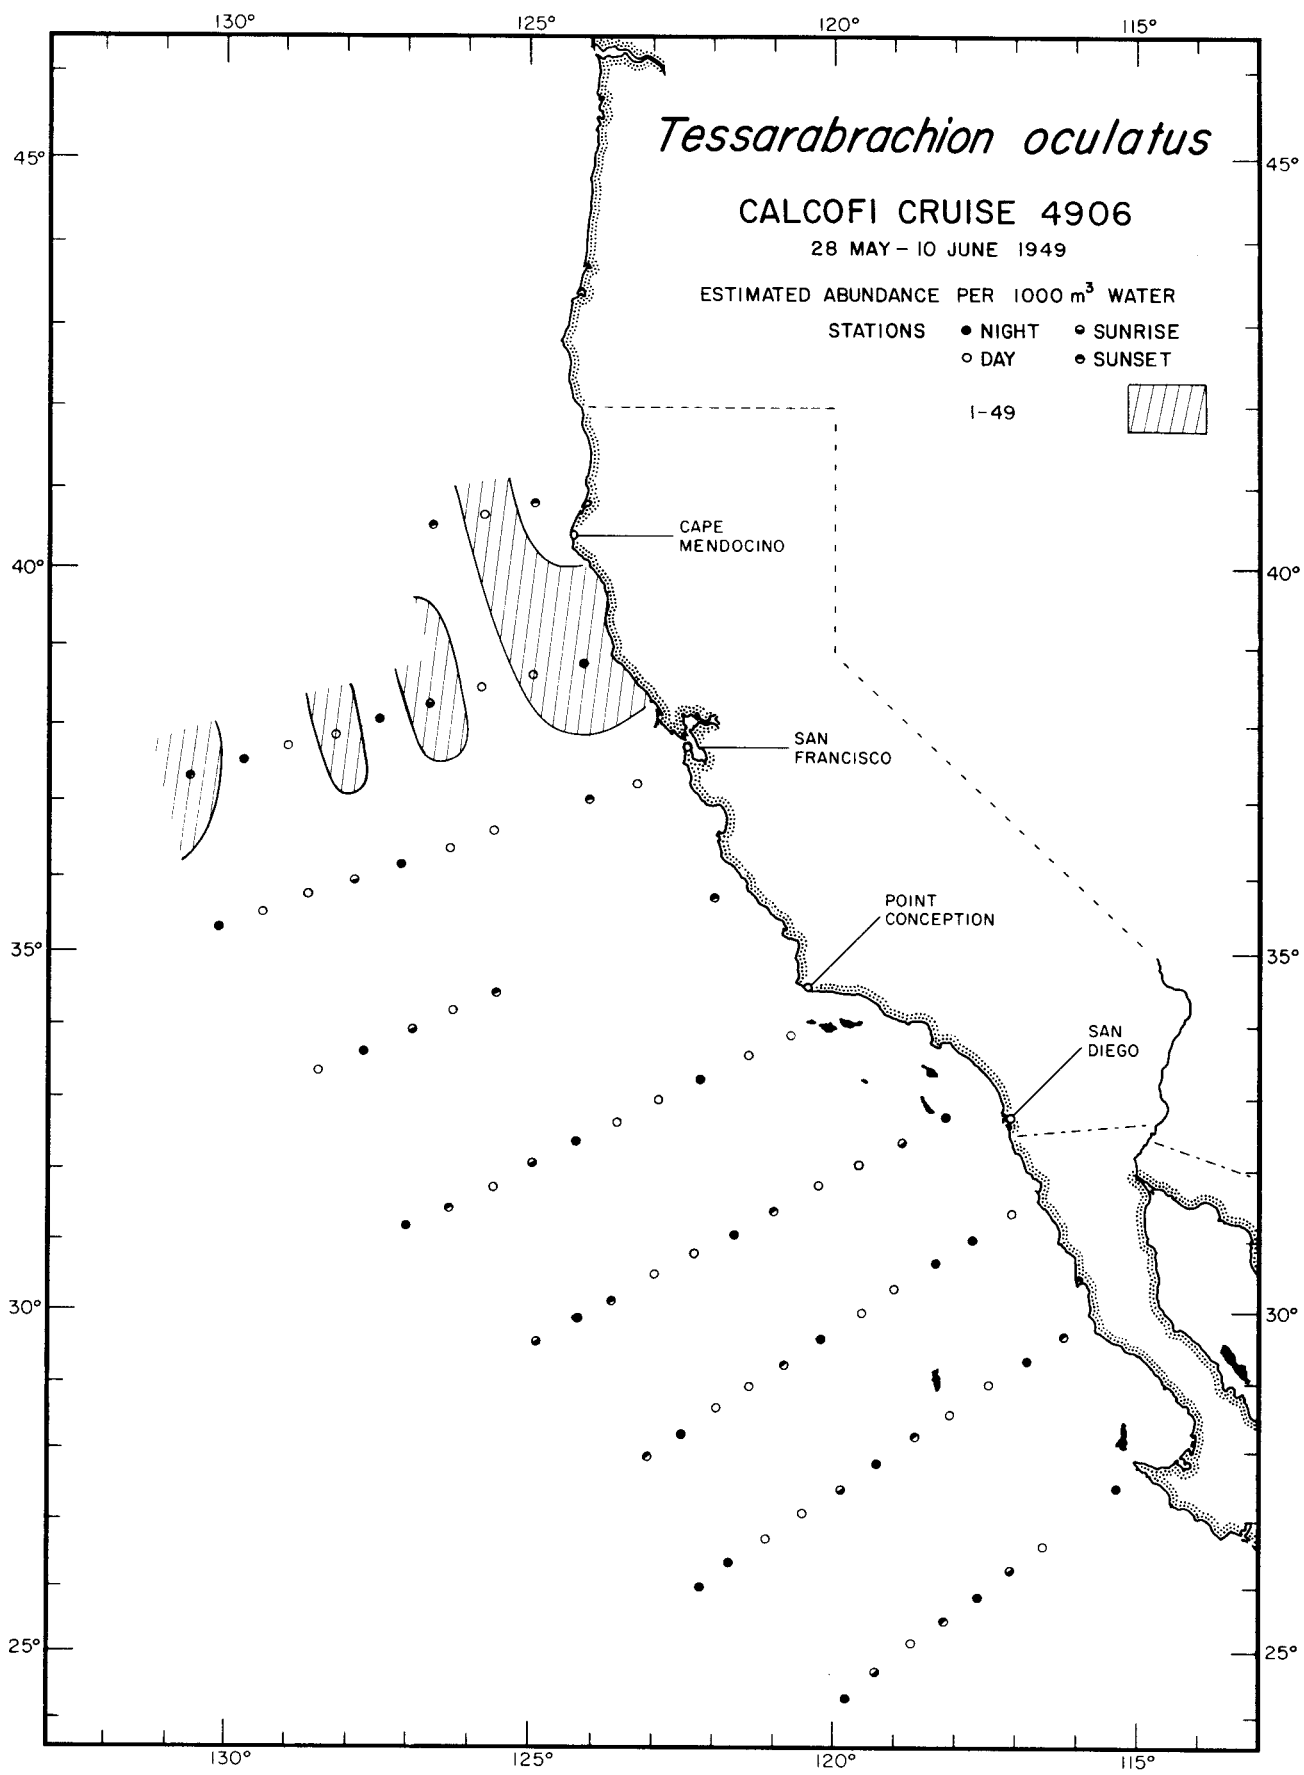 130° 125° 120° 115°
Tessarabrachion oculatus
CALCOFI CRUISE 4906
28 MAY – 10 JUNE 1949
ESTIMATED ABUNDANCE PER 1000 m³ WATER
STATIONS ● NIGHT ◒ SUNRISE
○ DAY ◓ SUNSET
1-49
45° 45°
CAPE
MENDOCINO
40° 40°
SAN
FRANCISCO
POINT
CONCEPTION
35° 35°
SAN
DIEGO
30° 30°
25° 25°
130° 125° 120° 115°